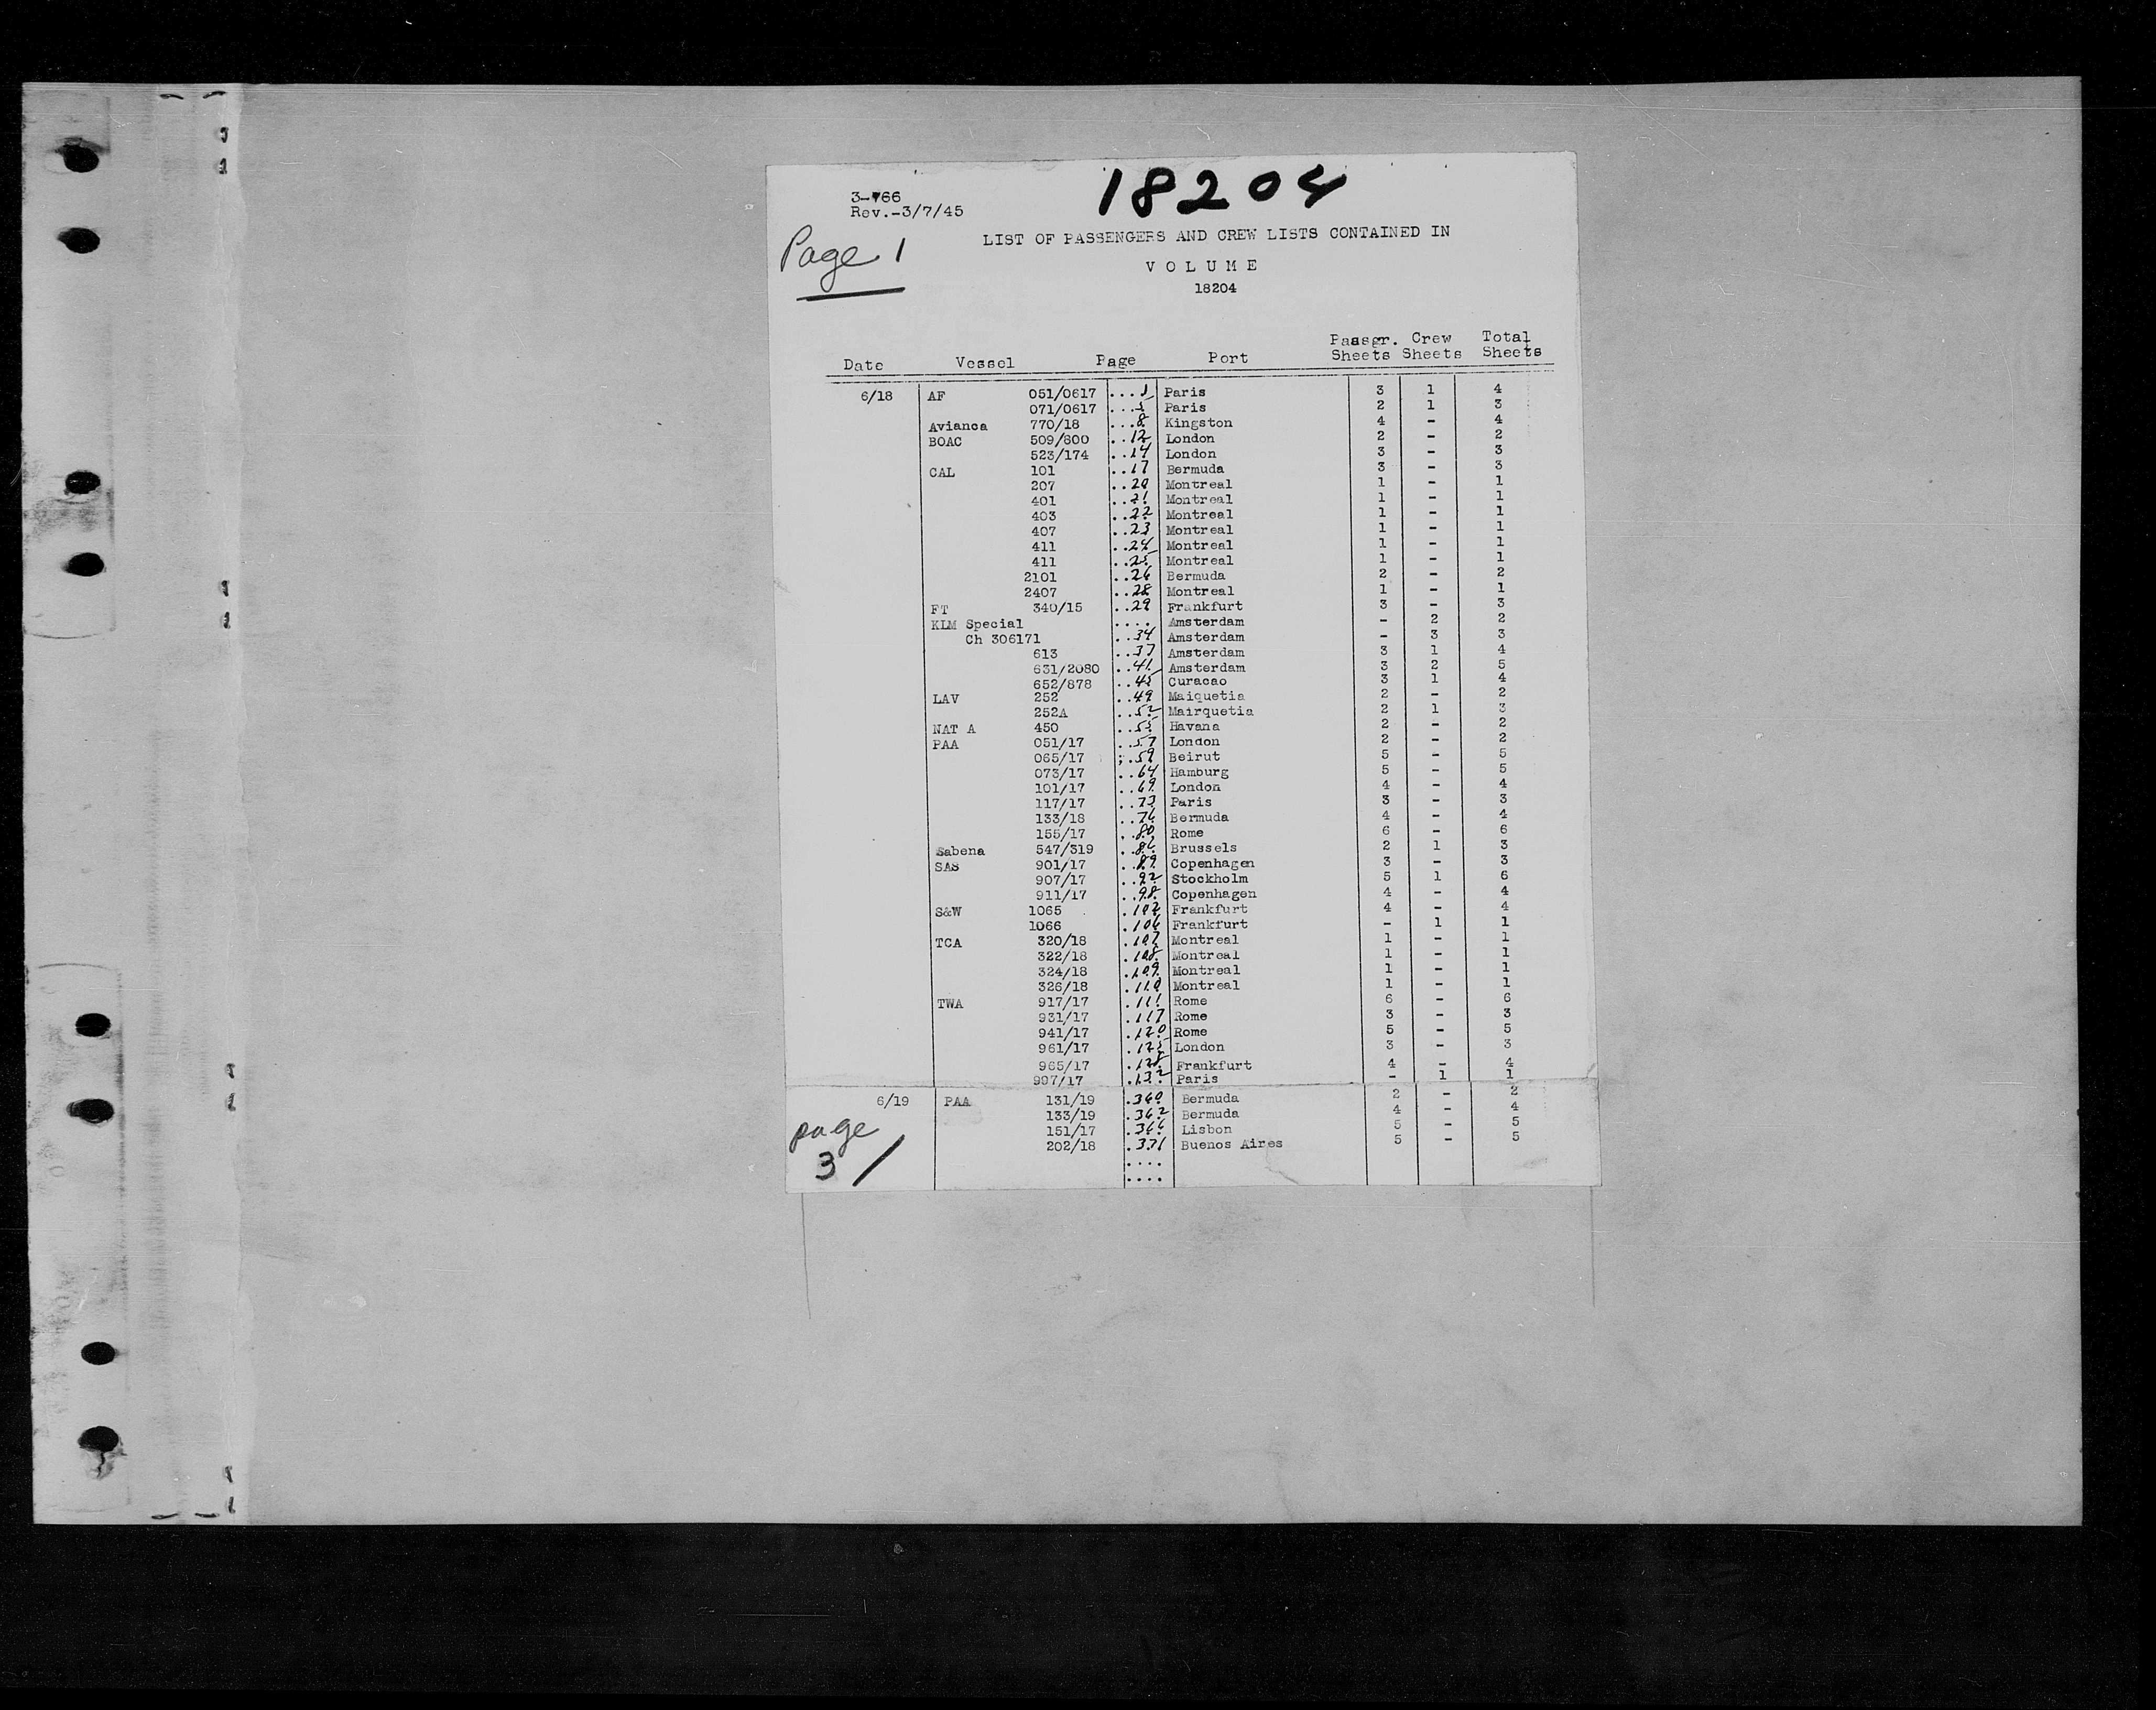 18204
3-766
Rev.-3/7/45
Page 1
LIST OF PASSENGERS AND CREW LISTS CONTAINED IN
VOLUME
18204
Date Vessel Page Port Passgr. Sheets Crew Sheets Total Sheets
6/18 AF 051/0617 ...1 Paris 3 1 4
071/0617 ...5 Paris 2 1 3
Avianca 770/18 ...8 Kingston 4 - 4
BOAC 509/800 ..12 London 2 - 2
523/174 ..14 London 3 - 3
CAL 101 ..17 Bermuda 3 - 3
207 ..20 Montreal 1 - 1
401 ..21 Montreal 1 - 1
403 ..22 Montreal 1 - 1
407 ..23 Montreal 1 - 1
411 ..24 Montreal 1 - 1
411 ..25 Montreal 1 - 1
2101 ..26 Bermuda 2 - 2
2407 ..28 Montreal 1 - 1
FT 340/15 ..29 Frankfurt 3 - 3
KLM Special .... Amsterdam - 2 2
Ch 306171 ..34 Amsterdam - 3 3
613 ..37 Amsterdam 3 1 4
631/2080 ..41 Amsterdam 3 2 5
652/878 ..45 Curacao 3 1 4
LAV 252 ..49 Maiquetia 2 - 2
252A ..52 Mairquetia 2 1 3
NAT A 450 ..55 Havana 2 - 2
PAA 051/17 ..57 London 2 - 2
065/17 ..59 Beirut 5 - 5
073/17 ..64 Hamburg 5 - 5
101/17 ..69 London 4 - 4
117/17 ..73 Paris 3 - 3
133/18 ..76 Bermuda 4 - 4
155/17 ..80 Rome 6 - 6
Sabena 547/319 ..86 Brussels 2 1 3
SAS 901/17 ..89 Copenhagen 3 - 3
907/17 ..92 Stockholm 5 1 6
911/17 ..98 Copenhagen 4 - 4
S&W 1065 .102 Frankfurt 4 - 4
1066 .106 Frankfurt - 1 1
TCA 320/18 .107 Montreal 1 - 1
322/18 .108 Montreal 1 - 1
324/18 .109 Montreal 1 - 1
326/18 .110 Montreal 1 - 1
TWA 917/17 .111 Rome 6 - 6
931/17 .117 Rome 3 - 3
941/17 .120 Rome 5 - 5
961/17 .125 London 3 - 3
965/17 .128 Frankfurt 4 - 4
997/17 .132 Paris - 1 1
6/19 PAA 131/19 .360 Bermuda 2 - 2
133/19 .362 Bermuda 4 - 4
151/17 .366 Lisbon 5 - 5
202/18 .371 Buenos Aires 5 - 5
page
3 /